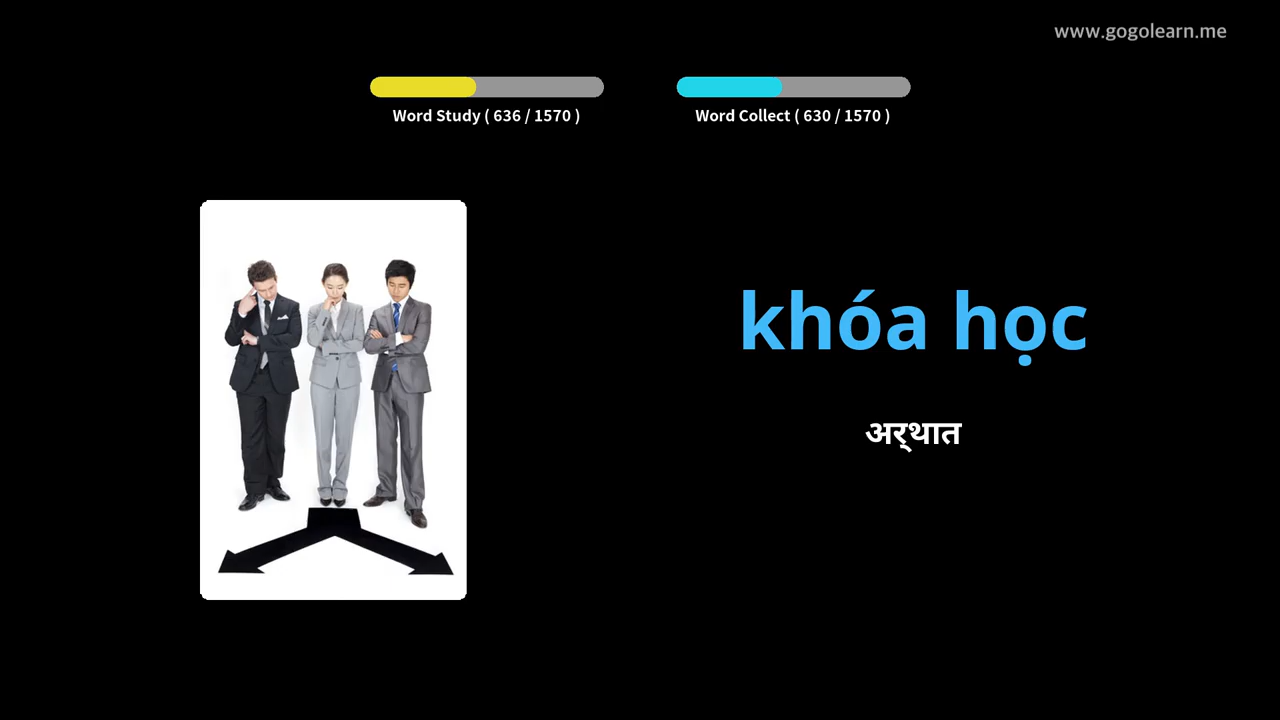 www.gogolearn.me
Word Study ( 636 / 1570 )
Word Collect ( 630 / 1570 )
khóa học
अर्‍थात